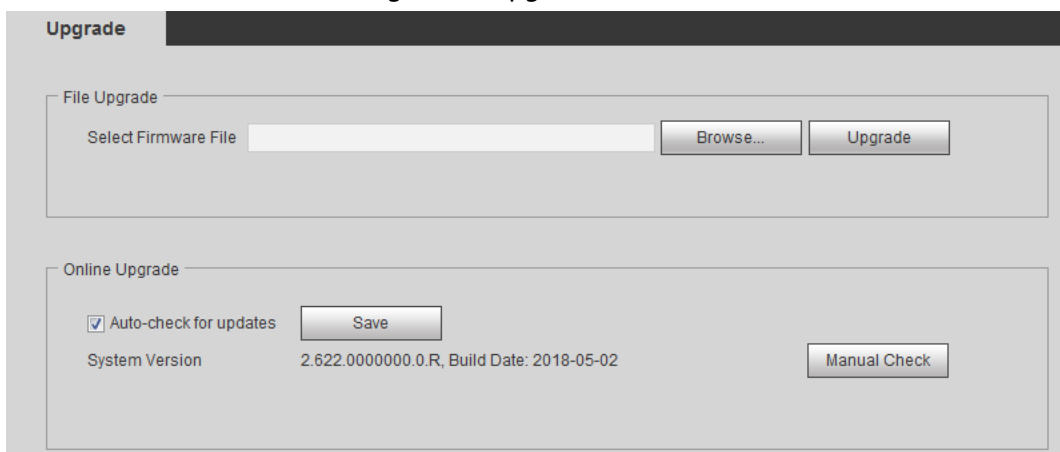 Upgrade
File Upgrade
Select Firmware File Browse... Upgrade
Online Upgrade
Auto-check for updates Save
System Version 2.622.0000000.0.R, Build Date: 2018-05-02 Manual Check